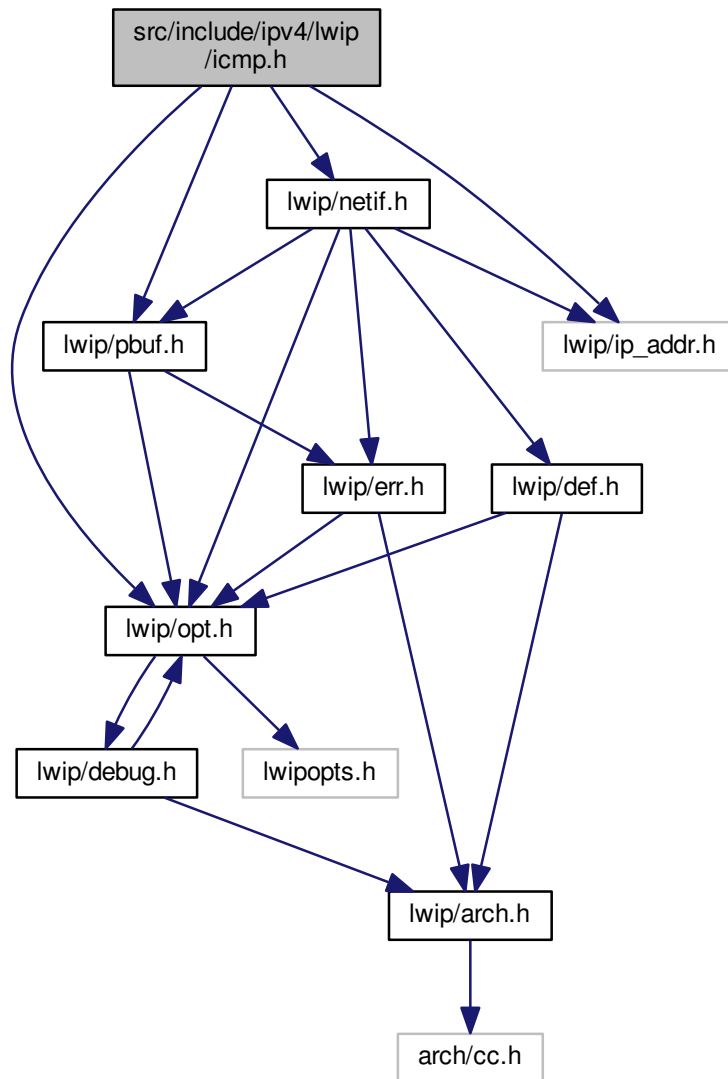 src/include/ipv4/lwip
/icmp.h
lwip/netif.h
lwip/pbuf.h
lwip/ip_addr.h
lwip/err.h
lwip/def.h
lwip/opt.h
lwip/debug.h
lwipopts.h
lwip/arch.h
arch/cc.h